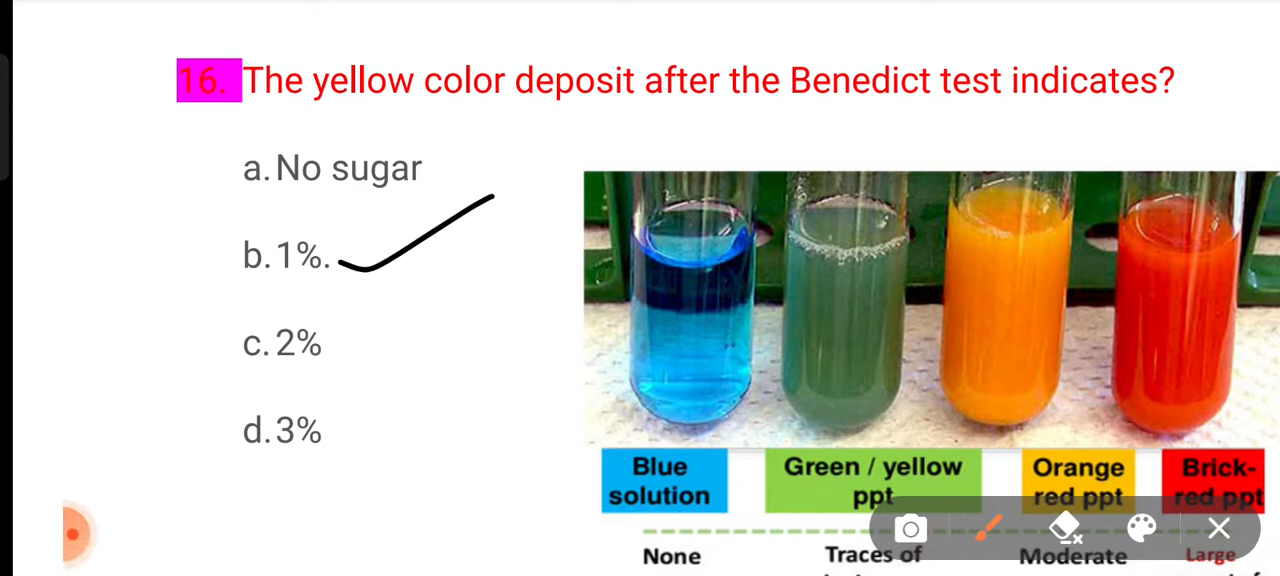 16. The yellow color deposit after the Benedict test indicates?
a. No sugar
b. 1%.
c. 2%
d. 3%
Blue solution
Green / yellow ppt
Orange red ppt
Brick-red ppt
None
Traces of
Moderate
Large